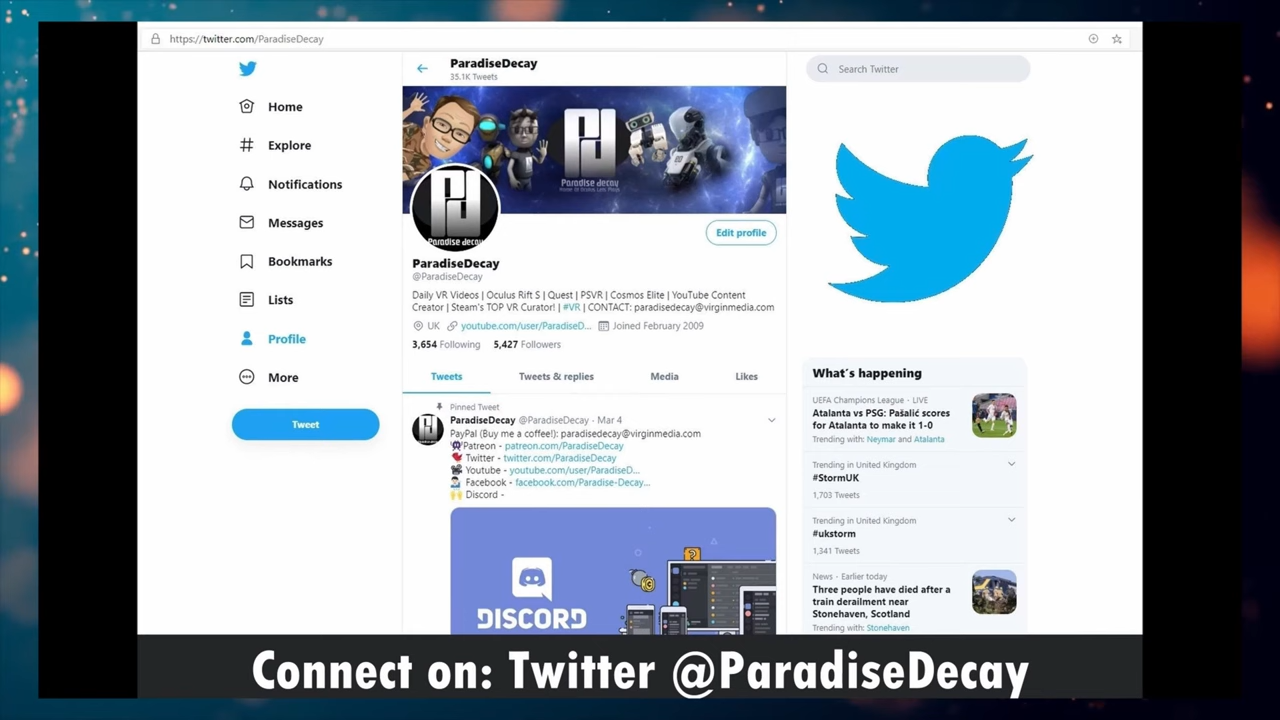 https://twitter.com/ParadiseDecay
Home
Explore
Notifications
Messages
Bookmarks
Lists
Profile
More
Tweet
ParadiseDecay
35.1K Tweets
Paradise decay
Paradise decay
Edit profile
ParadiseDecay
@ParadiseDecay
Daily VR Videos | Oculus Rift S | Quest | PSVR | Cosmos Elite | YouTube Content
Creator | Steam's TOP VR Curator! | #VR | CONTACT: paradisedecay@virginmedia.com
UK youtube.com/user/ParadiseD... Joined February 2009
3,654 Following 5,427 Followers
Tweets Tweets & replies Media Likes
Pinned Tweet
ParadiseDecay @ParadiseDecay · Mar 4
PayPal (Buy me a coffee!): paradisedecay@virginmedia.com
Patreon - patreon.com/ParadiseDecay
Twitter - twitter.com/ParadiseDecay
Youtube - youtube.com/user/ParadiseD...
Facebook - facebook.com/Paradise-Decay...
Discord -
DISCORD
Search Twitter
What's happening
UEFA Champions League · LIVE
Atalanta vs PSG: Pašalić scores
for Atalanta to make it 1-0
Trending with: Neymar and Atalanta
Trending in United Kingdom
#StormUK
1,703 Tweets
Trending in United Kingdom
#ukstorm
1,341 Tweets
News · Earlier today
Three people have died after a
train derailment near
Stonehaven, Scotland
Trending with: Stonehaven
Connect on: Twitter @ParadiseDecay